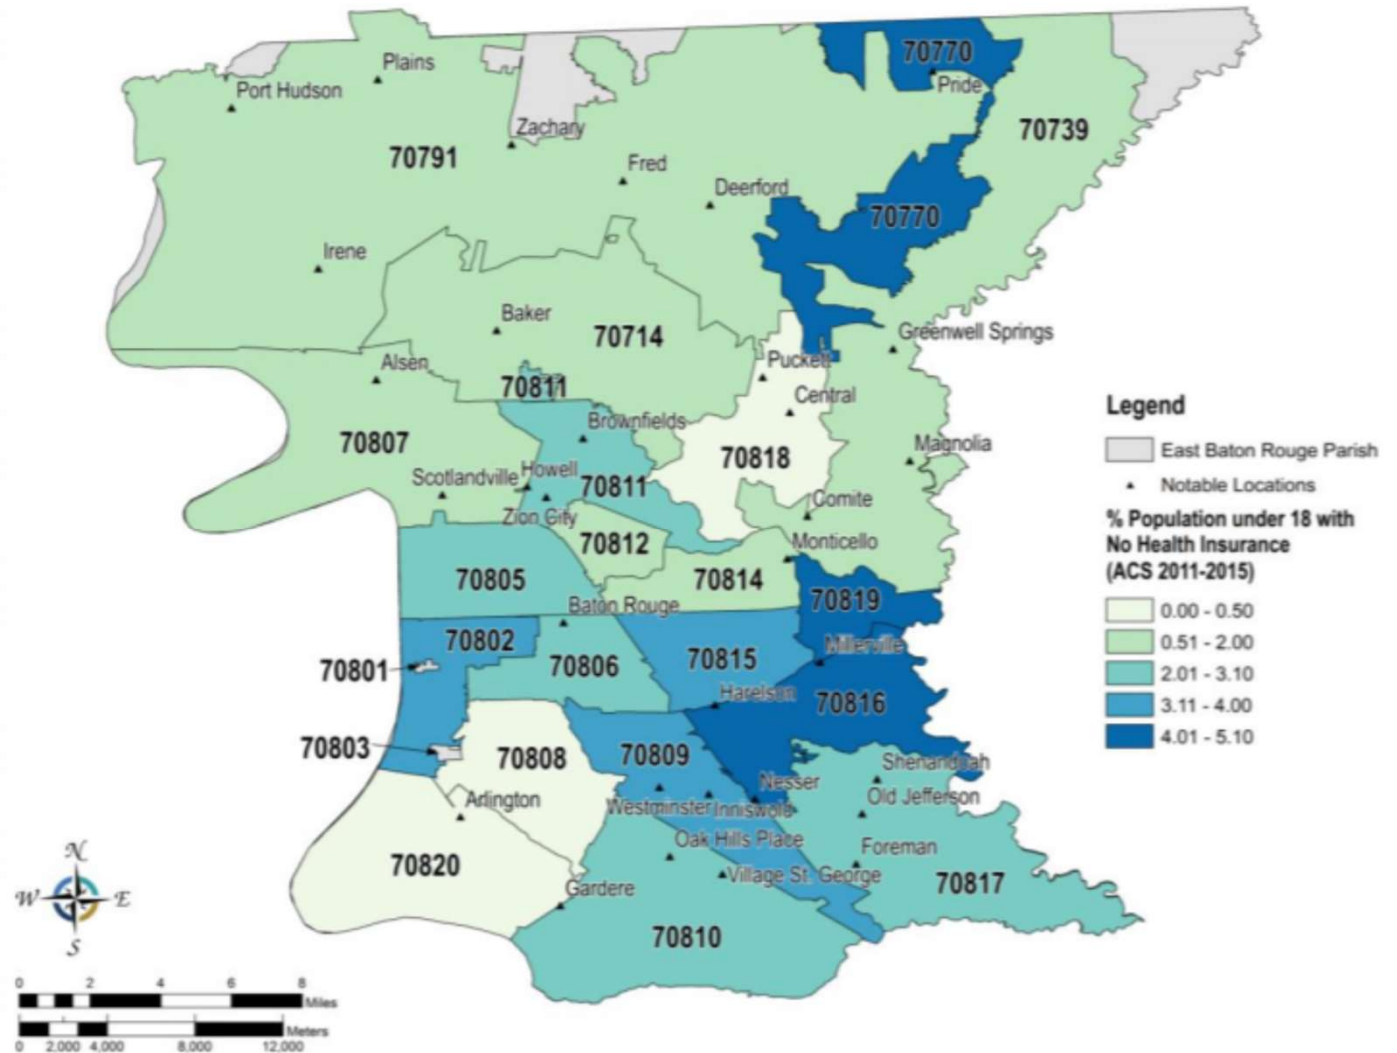 70770
Pride
Plains
Port Hudson
70739
Zachary
70791
Fred
Deerford
70770
Irene
Baker
70714
Greenwell Springs
Alsen
Puckett
70811
Central
Brownfields
70807
Magnolia
70818
Scotlandville
Howell
70811
Comite
Zion City
70812
Monticello
70805
70814
70819
Baton Rouge
70802
Millerville
70801
70806
70815
Harelson
70816
70803
70808
70809
Shenandoah
Nesser
Arlington
Westminster
Inniswold
Old Jefferson
Oak Hills Place
Foreman
70820
Village St. George
70817
Gardere
70810
Legend
East Baton Rouge Parish
Notable Locations
% Population under 18 with
No Health Insurance
(ACS 2011-2015)
0.00 - 0.50
0.51 - 2.00
2.01 - 3.10
3.11 - 4.00
4.01 - 5.10
N
W E
S
0 2 4 6 8
Miles
Meters
0 2,000 4,000 8,000 12,000